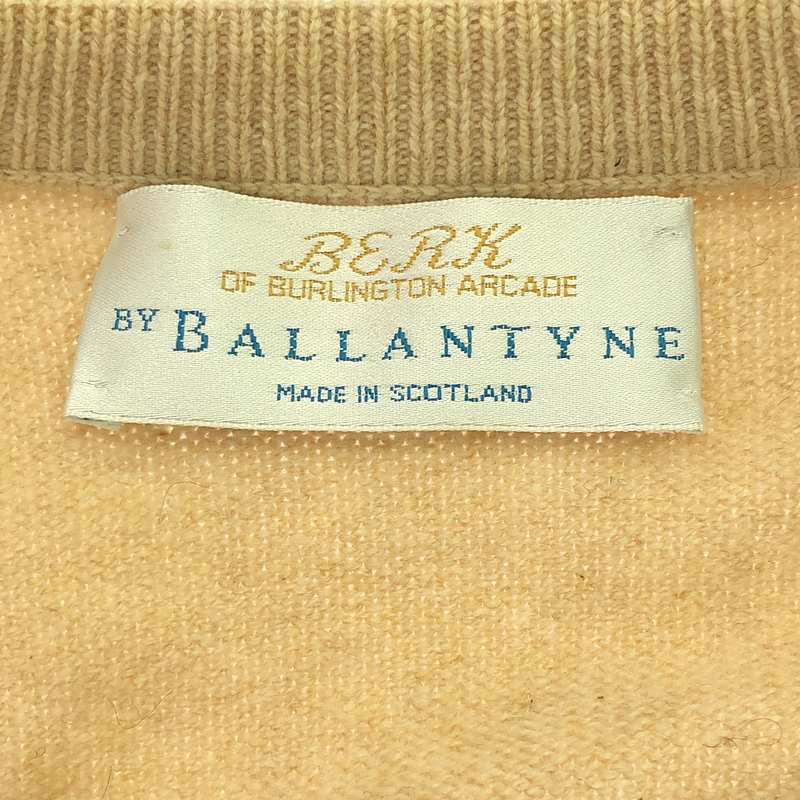 BERK
OF BURLINGTON ARCADE
BY BALLANTYNE
MADE IN SCOTLAND